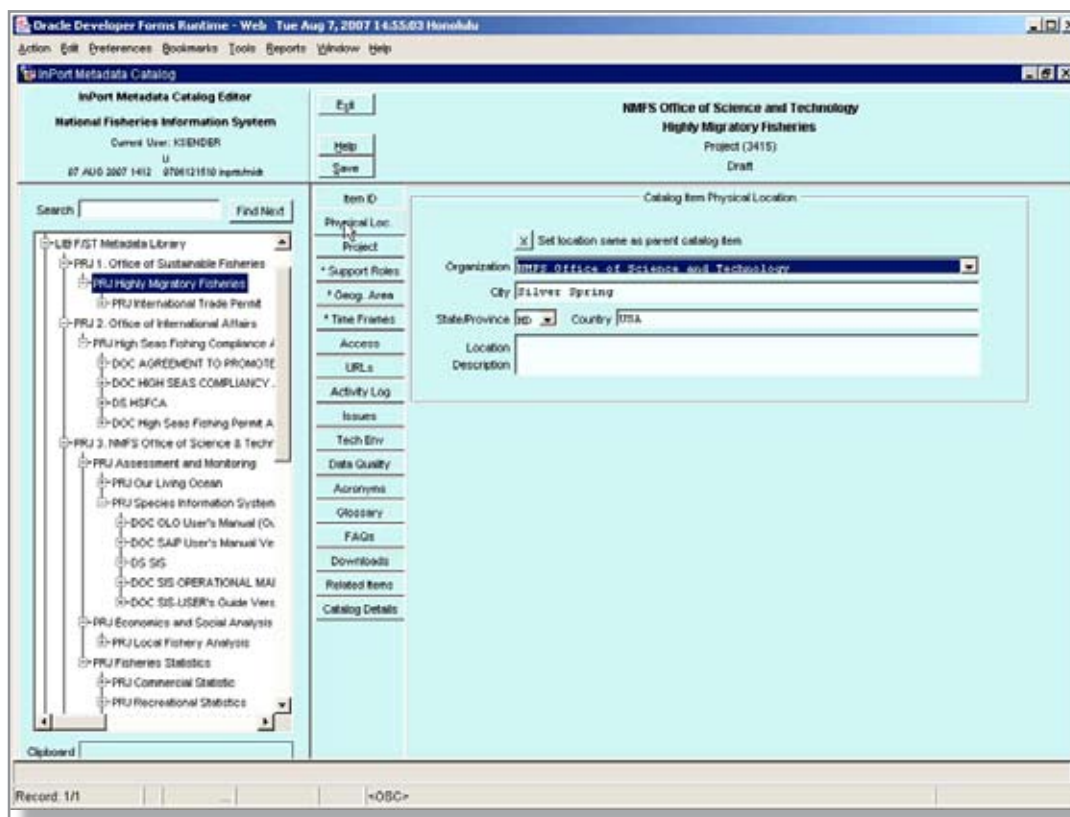 Oracle Developer Forms Runtime - Web Tue Aug 7, 2007 14:55:03 Honolulu
Action Edit Preferences Bookmarks Tools Reports Window Help
InPort Metadata Catalog
InPort Metadata Catalog Editor
National Fisheries Information System
Current User: KSENDER
LI
07 AUG 2007 1412
Exit
Help
Save
NMFS Office of Science and Technology
Highly Migratory Fisheries
Project (3415)
Draft
Search
Find Next
LIB F/ST Metadata Library
PRJ 1. Office of Sustainable Fisheries
PRJ Highly Migratory Fisheries
PRJ International Trade Permit
PRJ 2. Office of International Affairs
PRJ High Seas Fishing Compliance A
DOC AGREEMENT TO PROMOTE
DOC HIGH SEAS COMPLIANCY
DS HSFCA
DOC High Seas Fishing Permit A
PRJ 3. NMFS Office of Science & Techn
PRJ Assessment and Monitoring
PRJ Our Living Ocean
PRJ Species Information System
DOC OLO User's Manual (Ou
DOC SAIP User's Manual Ve
DS SIS
DOC SIS OPERATIONAL MAI
DOC SIS-USER's Guide Vers
PRJ Economics and Social Analysis
PRJ Local Fishery Analysis
PRJ Fisheries Statistics
PRJ Commercial Statistic
PRJ Recreational Statistics
Clipboard
Item ID
Physical Loc.
Project
* Support Roles
* Geog. Area
* Time Frames
Access
URLs
Activity Log
Issues
Tech Env
Data Quality
Acronyms
Glossary
FAQs
Downloads
Related Items
Catalog Details
Catalog Item Physical Location
x Set location same as parent catalog item
Organization NMFS Office of Science and Technology
City Silver Spring
State/Province MD Country USA
Location
Description
Record: 1/1 ... <OSC>